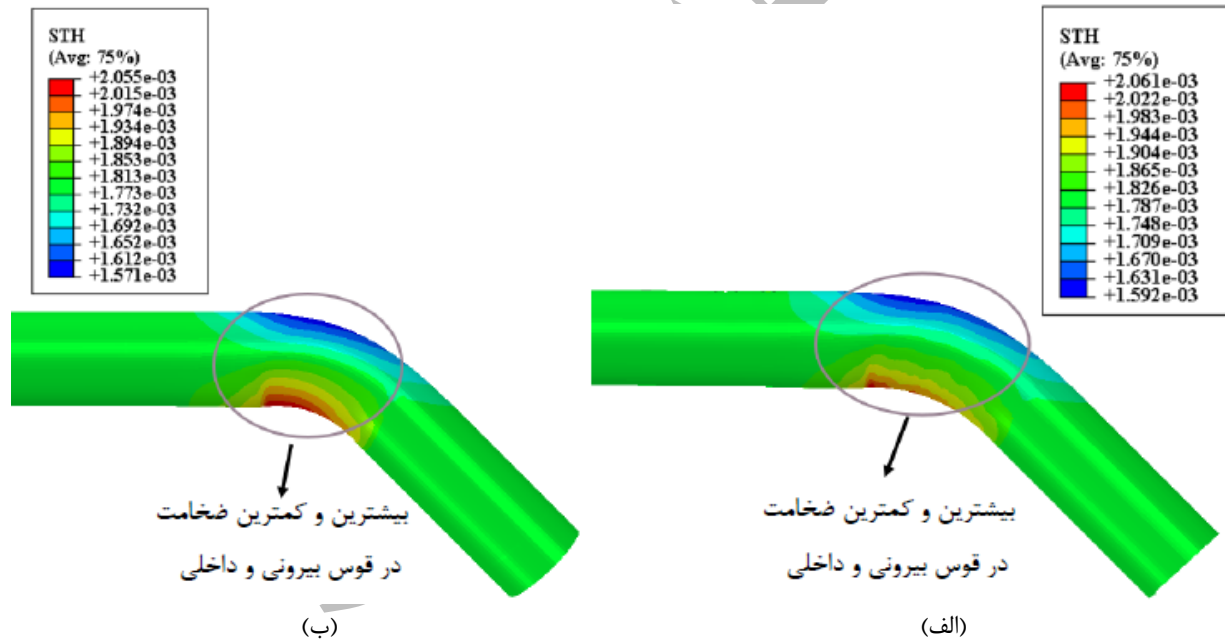 STH
(Avg: 75%)
+2.055e-03
+2.015e-03
+1.974e-03
+1.934e-03
+1.894e-03
+1.853e-03
+1.813e-03
+1.773e-03
+1.732e-03
+1.692e-03
+1.652e-03
+1.612e-03
+1.571e-03
بیشترین و کمترین ضخامت
در قوس بیرونی و داخلی
(ب)
STH
(Avg: 75%)
+2.061e-03
+2.022e-03
+1.983e-03
+1.944e-03
+1.904e-03
+1.865e-03
+1.826e-03
+1.787e-03
+1.748e-03
+1.709e-03
+1.670e-03
+1.631e-03
+1.592e-03
بیشترین و کمترین ضخامت
در قوس بیرونی و داخلی
(الف)